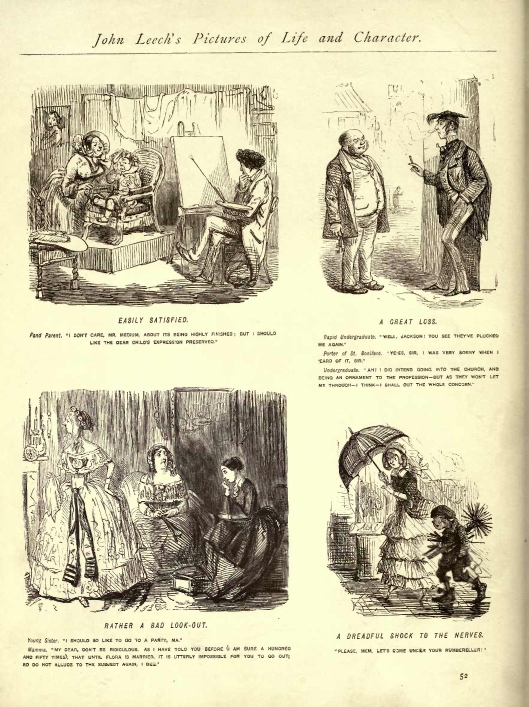 John Leech's Pictures of Life and Character.
EASILY SATISFIED.
Fond Parent. "I DON'T CARE, MR. MEDIUM, ABOUT ITS BEING HIGHLY FINISHED; BUT I SHOULD
LIKE THE DEAR CHILD'S EXPRESSION PRESERVED."
A GREAT LOSS.
Rapid Undergraduate. "WELL, JACKSON! YOU SEE THEY'VE PLUCKED
ME AGAIN."
Porter of St. Boniface. "YE-ES, SIR, I WAS VERY SORRY WHEN I
'EARD OF IT, SIR."
Undergraduate. "AH! I DID INTEND GOING INTO THE CHURCH, AND
BEING AN ORNAMENT TO THE PROFESSION—BUT AS THEY WON'T LET
MY THROUGH—I THINK—I SHALL CUT THE WHOLE CONCERN."
RATHER A BAD LOOK-OUT.
Young Sister. "I SHOULD SO LIKE TO GO TO A PARTY, MA."
Mamma. "MY DEAR, DON'T BE RIDICULOUS. AS I HAVE TOLD YOU BEFORE (I AM SURE A HUNDRED
AND FIFTY TIMES), THAT UNTIL FLORA IS MARRIED, IT IS UTTERLY IMPOSSIBLE FOR YOU TO GO OUT;
SO DO NOT ALLUDE TO THE SUBJECT AGAIN, I BEG."
A DREADFUL SHOCK TO THE NERVES.
"PLEASE, MEM, LET'S COME UNDER YOUR RUMBERELLER!"
52